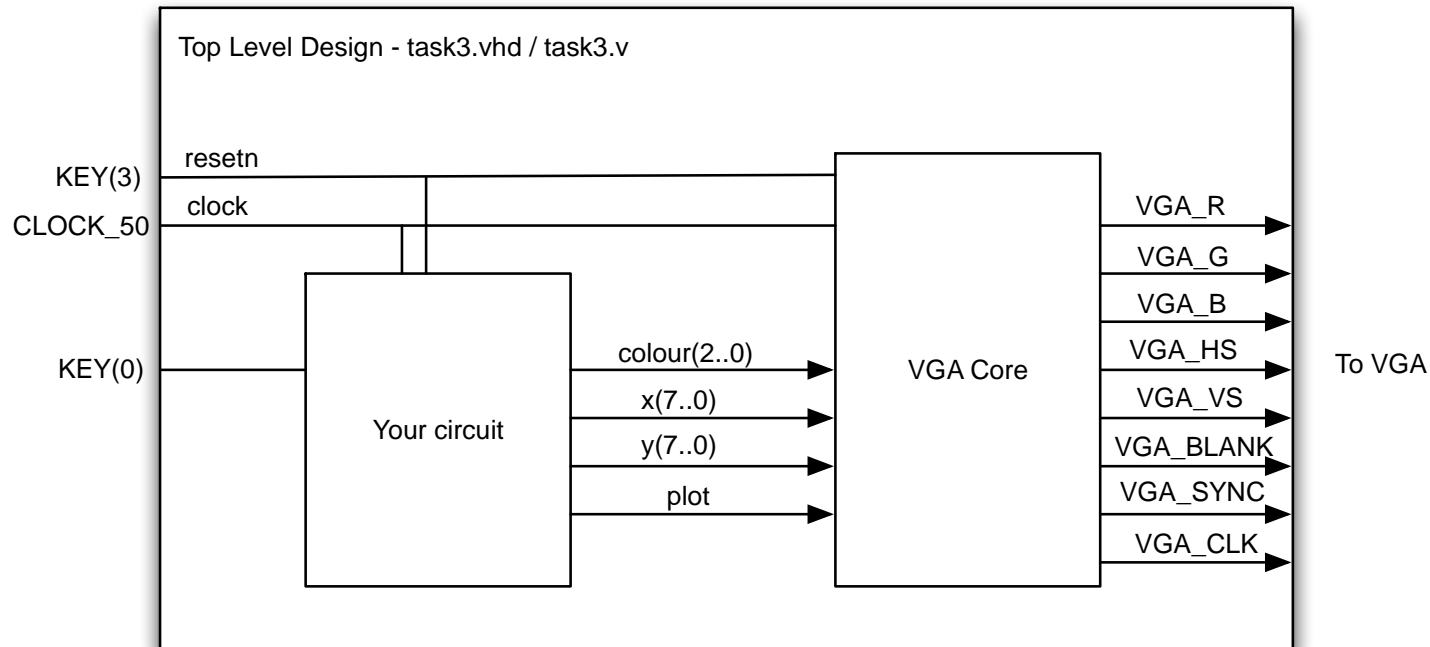 Top Level Design - task3.vhd / task3.v
resetn
KEY(3)
clock
CLOCK_50
KEY(0)
Your circuit
colour(2..0)
x(7..0)
y(7..0)
plot
VGA Core
VGA_R
VGA_G
VGA_B
VGA_HS
VGA_VS
VGA_BLANK
VGA_SYNC
VGA_CLK
To VGA